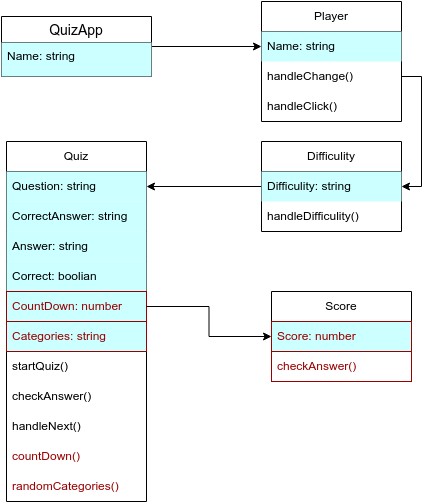 QuizApp
Name: string
Player
Name: string
handleChange()
handleClick()
Difficulity
Difficulity: string
handleDifficulity()
Quiz
Question: string
CorrectAnswer: string
Answer: string
Correct: boolian
CountDown: number
Categories: string
startQuiz()
checkAnswer()
handleNext()
countDown()
randomCategories()
Score
Score: number
checkAnswer()